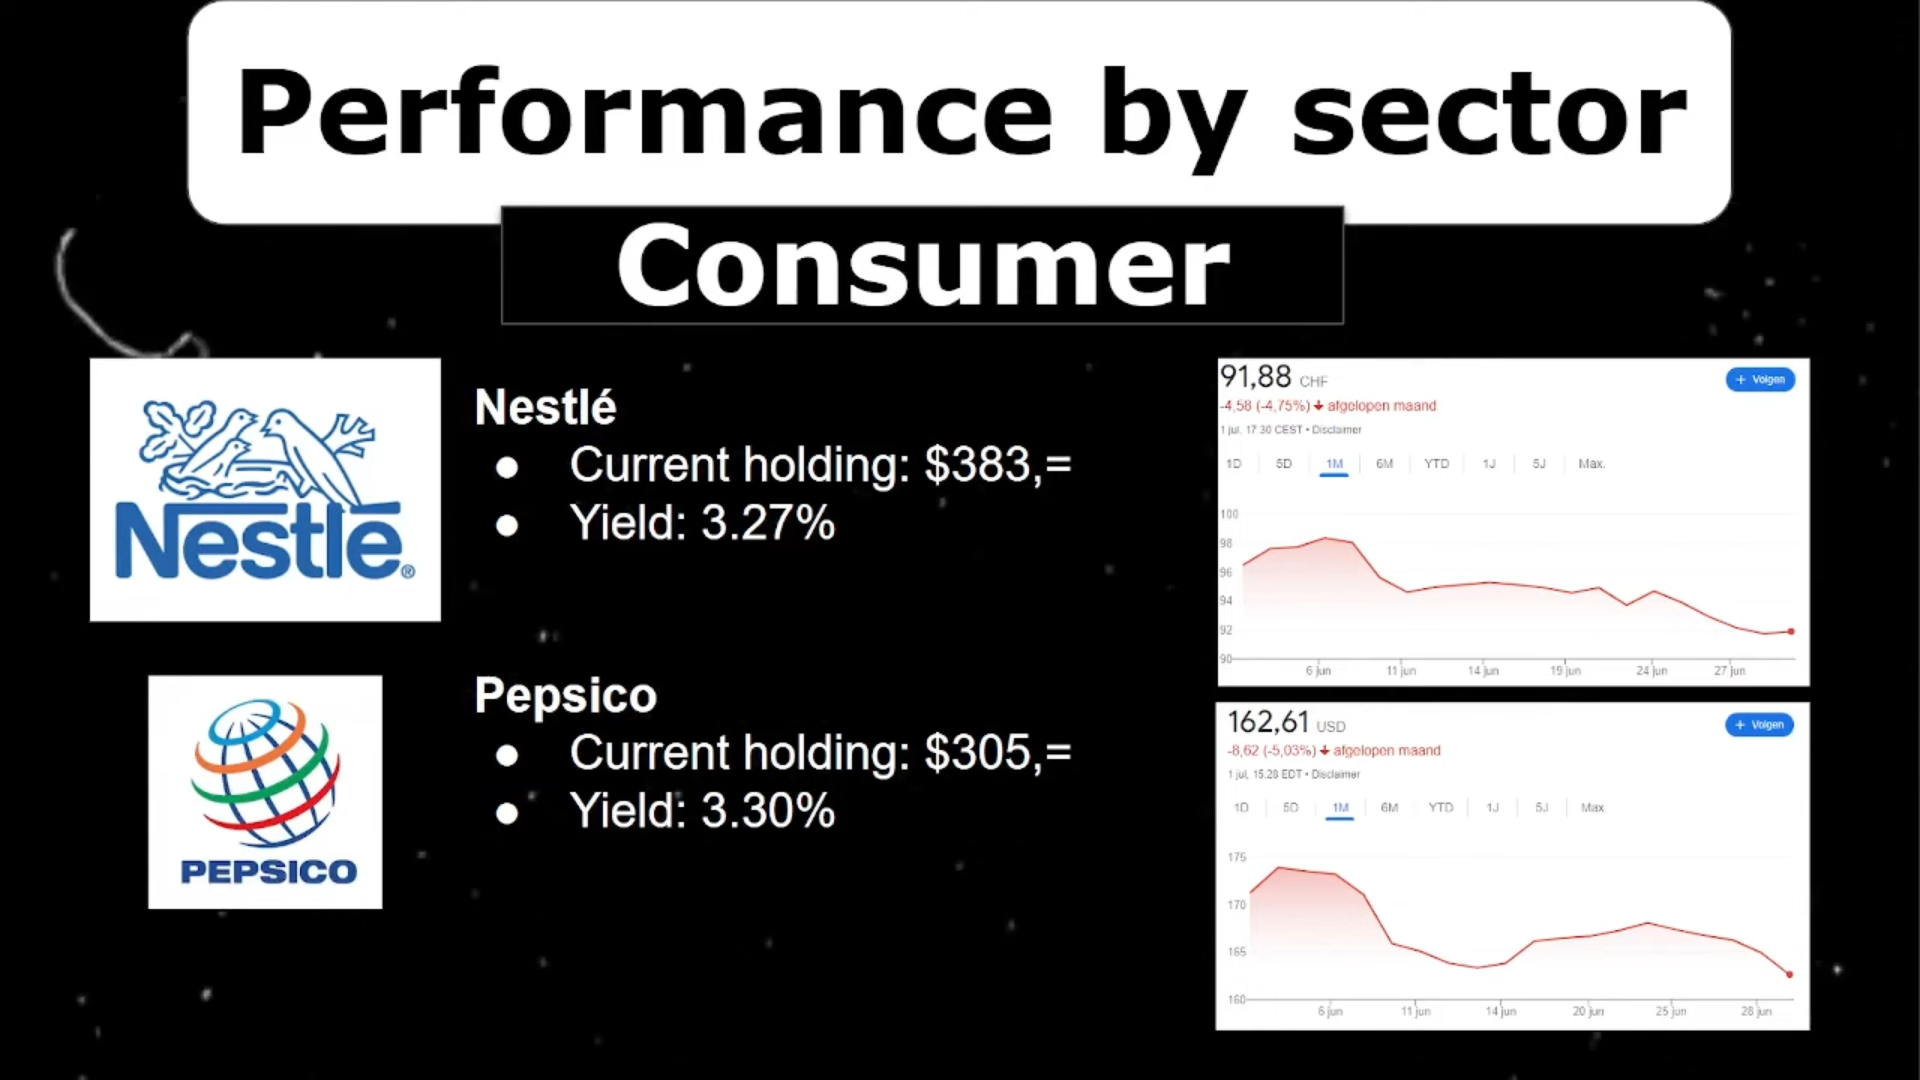 Performance by sector
Consumer
Nestlé®
Nestlé
● Current holding: $383,=
● Yield: 3.27%
91,88 CHF
+ Volgen
-4,58 (-4,75%) ↓ afgelopen maand
1 jul, 17:30 CEST • Disclaimer
1D 5D 1M 6M YTD 1J 5J Max.
100
98
96
94
92
90
6 jun 11 jun 14 jun 19 jun 24 jun 27 jun
PEPSICO
Pepsico
● Current holding: $305,=
● Yield: 3.30%
162,61 USD
+ Volgen
-8,62 (-5,03%) ↓ afgelopen maand
1 jul, 15:28 EDT • Disclaimer
1D 5D 1M 6M YTD 1J 5J Max
175
170
165
160
6 jun 11 jun 14 jun 20 jun 25 jun 28 jun